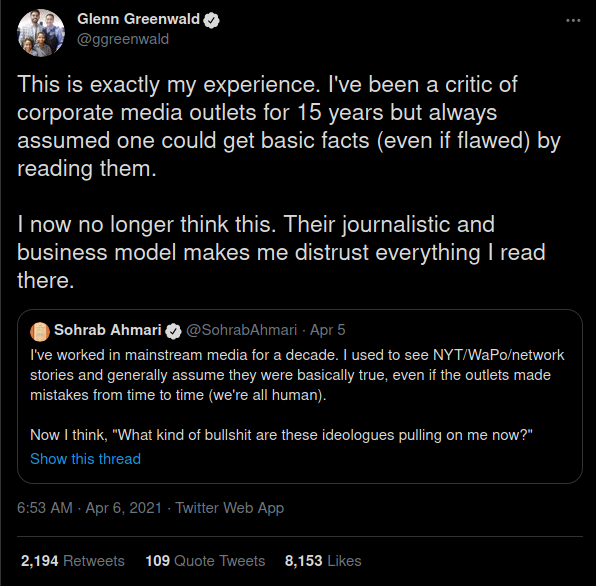 Glenn Greenwald
@ggreenwald
This is exactly my experience. I've been a critic of
corporate media outlets for 15 years but always
assumed one could get basic facts (even if flawed) by
reading them.
I now no longer think this. Their journalistic and
business model makes me distrust everything I read
there.
Sohrab Ahmari @SohrabAhmari · Apr 5
I've worked in mainstream media for a decade. I used to see NYT/WaPo/network
stories and generally assume they were basically true, even if the outlets made
mistakes from time to time (we're all human).
Now I think, "What kind of bullshit are these ideologues pulling on me now?"
Show this thread
6:53 AM · Apr 6, 2021 · Twitter Web App
2,194 Retweets 109 Quote Tweets 8,153 Likes